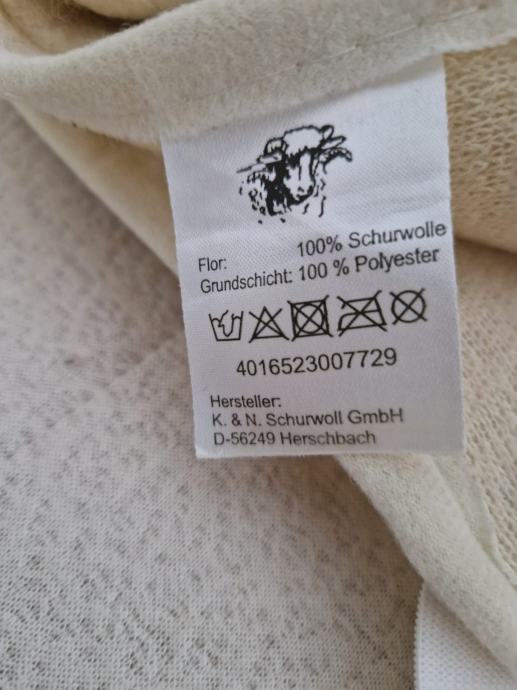 Flor: 100% Schurwolle
Grundschicht: 100 % Polyester
4016523007729
Hersteller:
K. & N. Schurwoll GmbH
D-56249 Herschbach